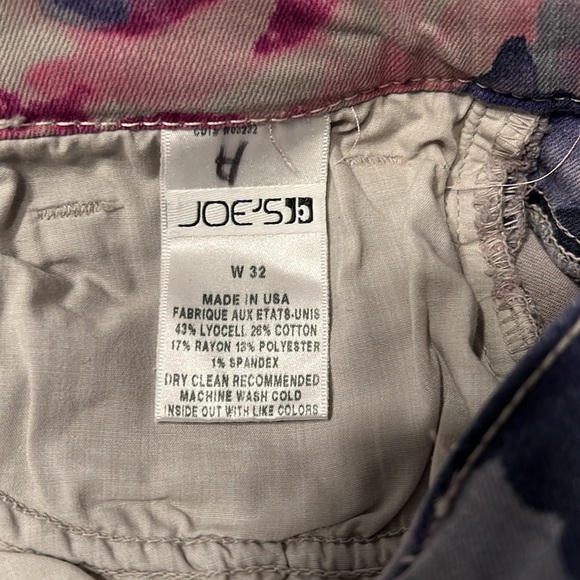 A
JOE'S
W 32
MADE IN USA
FABRIQUE AUX ETATS-UNIS
43% LYOCELL 26% COTTON
17% RAYON 13% POLYESTER
1% SPANDEX
DRY CLEAN RECOMMENDED
MACHINE WASH COLD
INSIDE OUT WITH LIKE COLORS